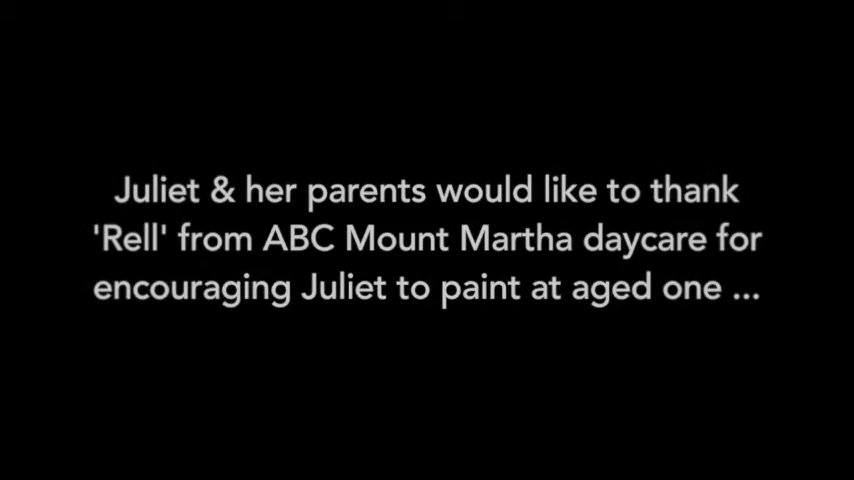 Juliet & her parents would like to thank
'Rell' from ABC Mount Martha daycare for
encouraging Juliet to paint at aged one ...